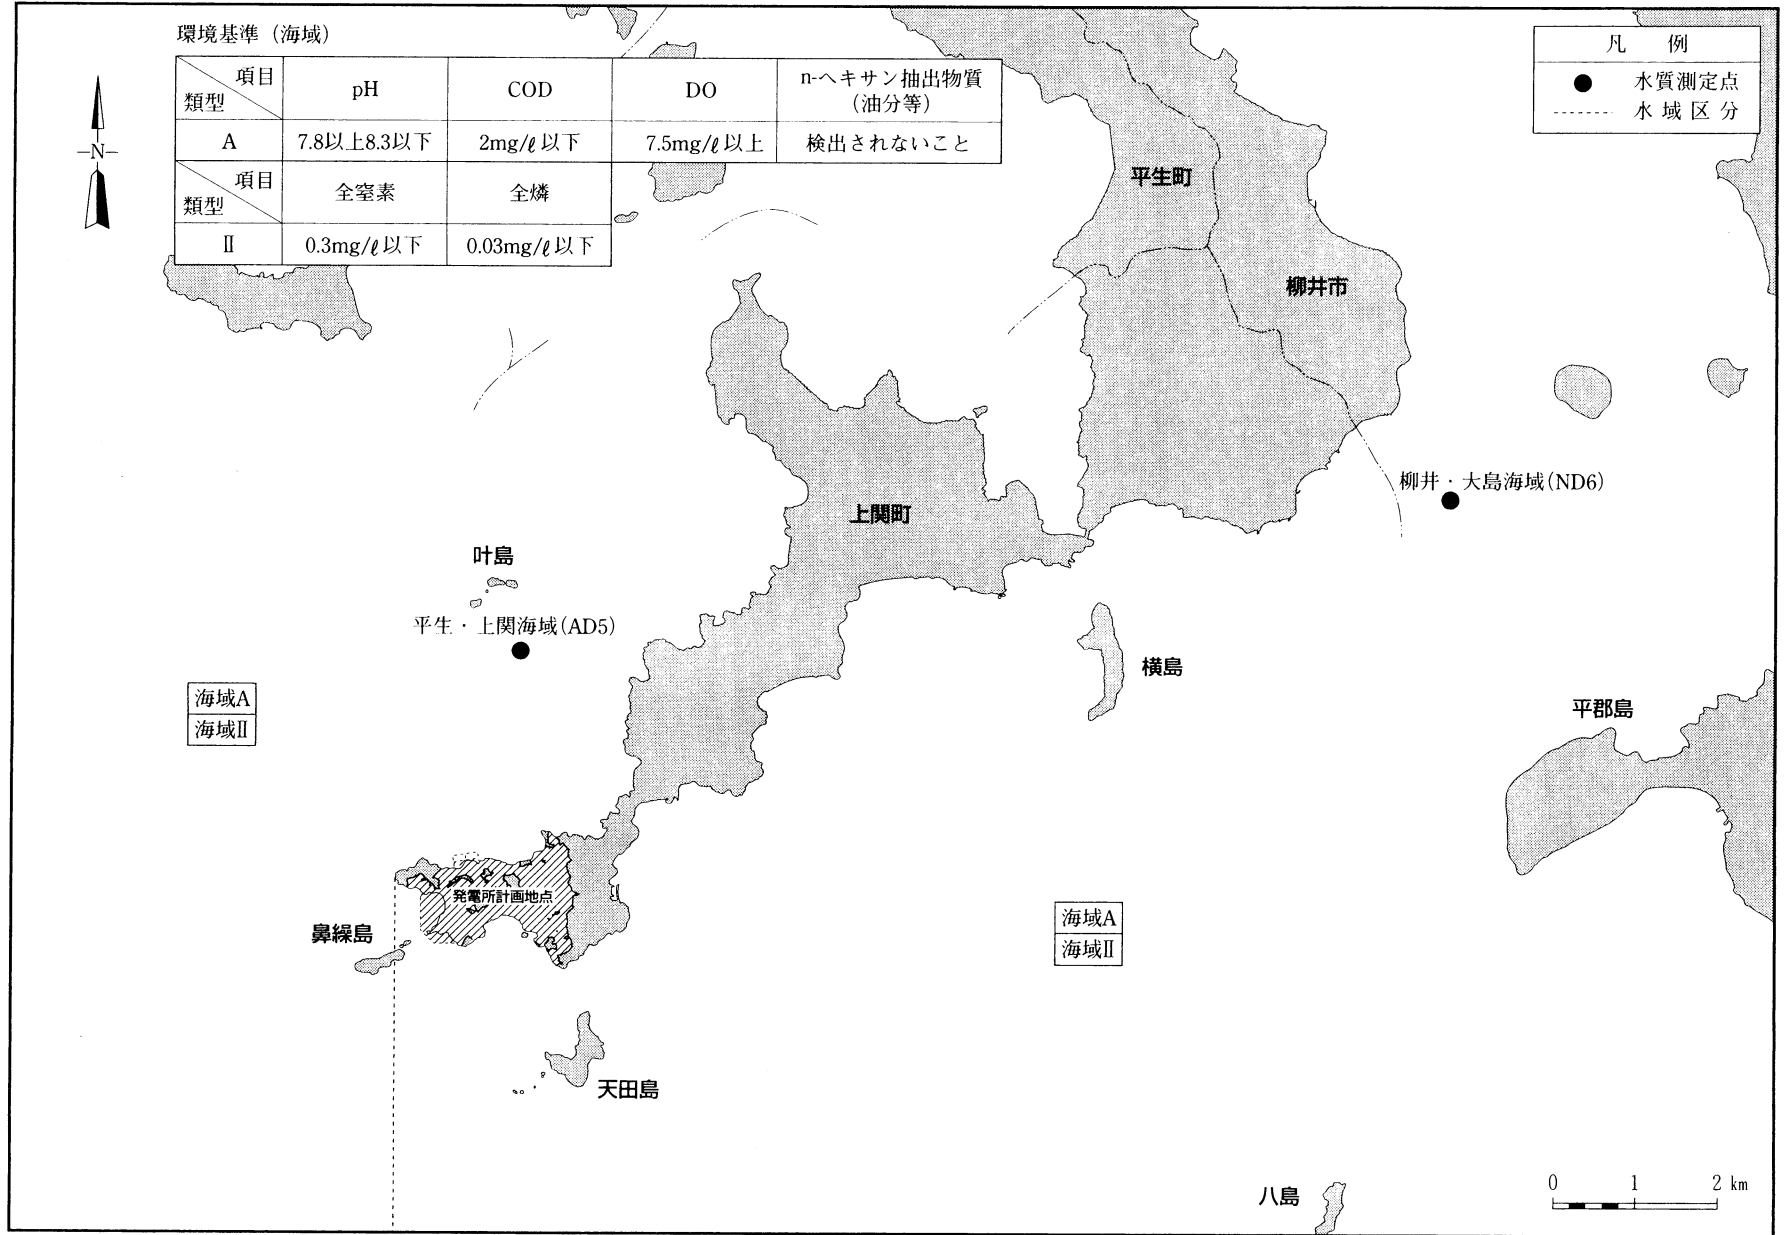 環境基準(海域)
項目
類型
pH
COD
DO
n-ヘキサン抽出物質
(油分等)
A
7.8以上8.3以下
2mg/ℓ以下
7.5mg/ℓ以上
検出されないこと
項目
類型
全窒素
全燐
Ⅱ
0.3mg/ℓ以下
0.03mg/ℓ以下
凡 例
水質測定点
水域区分
N
平生町
柳井市
柳井・大島海域(ND6)
上関町
叶島
平生・上関海域(AD5)
横島
海域A
海域Ⅱ
平郡島
発電所計画地点
鼻繰島
海域A
海域Ⅱ
天田島
八島
0 1 2 km